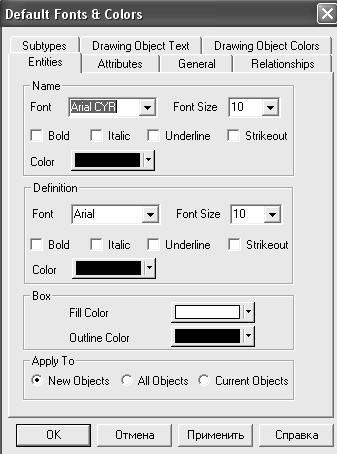 Default Fonts & Colors
Subtypes Drawing Object Text Drawing Object Colors
Entities Attributes General Relationships
Name
Font Arial CYR Font Size 10
Bold Italic Underline Strikeout
Color
Definition
Font Arial Font Size 10
Bold Italic Underline Strikeout
Color
Box
Fill Color
Outline Color
Apply To
New Objects All Objects Current Objects
OK Отмена Применить Справка